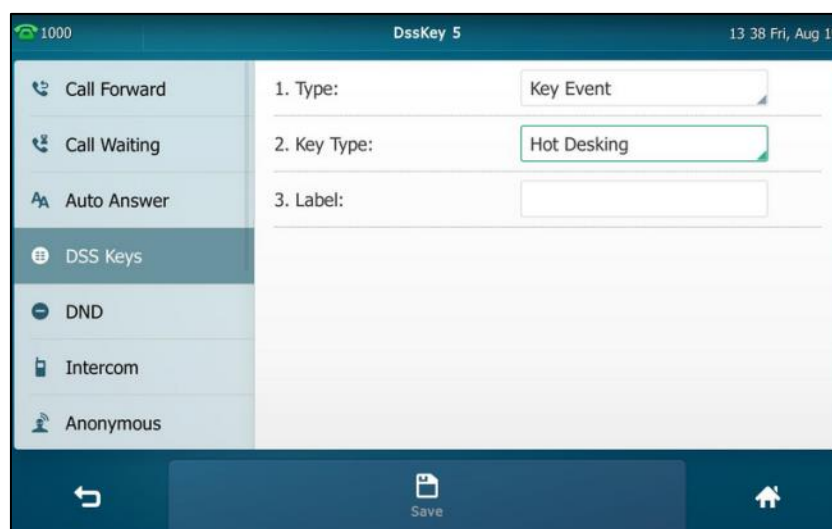 1000
DssKey 5
13 38 Fri, Aug 1
Call Forward
Call Waiting
Auto Answer
DSS Keys
DND
Intercom
Anonymous
1. Type:
Key Event
2. Key Type:
Hot Desking
3. Label:
Save